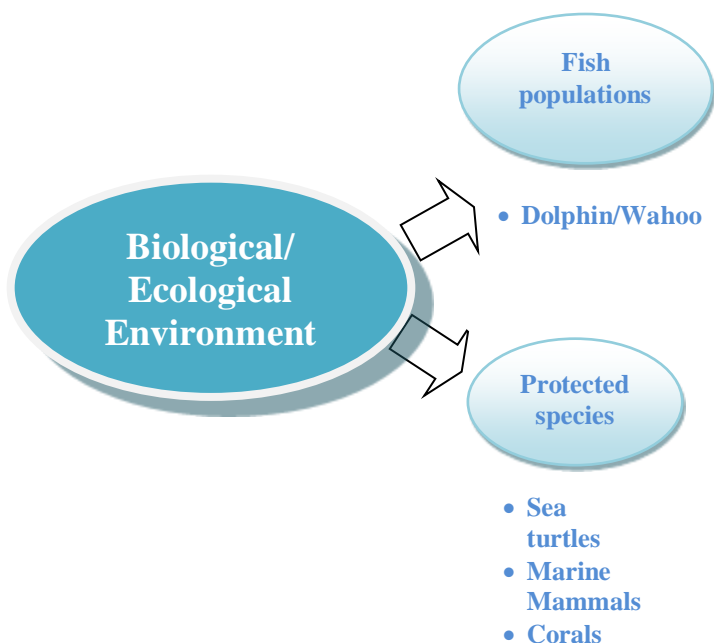 Fish
populations
• Dolphin/Wahoo
Biological/
Ecological
Environment
Protected
species
• Sea
turtles
• Marine
Mammals
• Corals